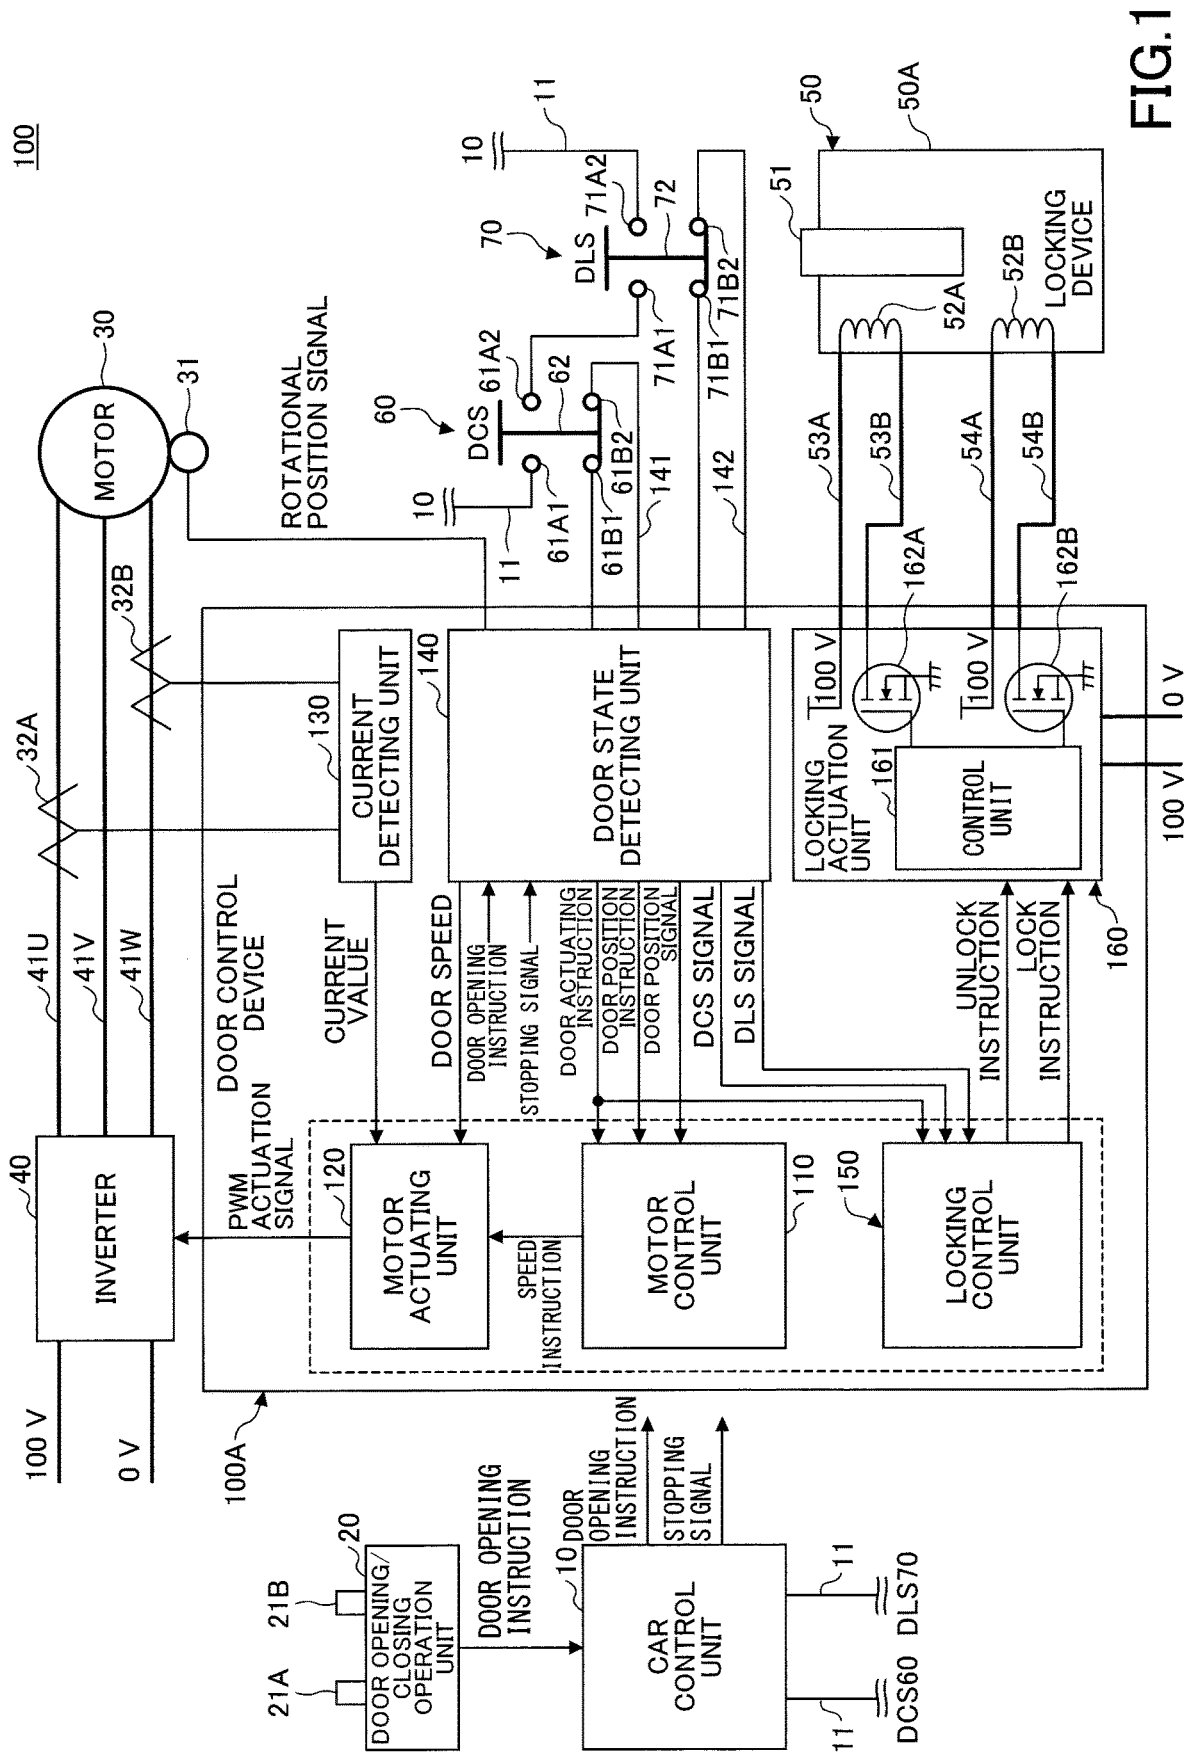 100
FIG.1
100 V
0 V
40
INVERTER
41U
41V
41W
32A
32B
MOTOR
30
31
ROTATIONAL
POSITION SIGNAL
100A
DOOR CONTROL
DEVICE
PWM
ACTUATION
SIGNAL
120
MOTOR
ACTUATING
UNIT
SPEED
INSTRUCTION
110
MOTOR
CONTROL
UNIT
150
LOCKING
CONTROL
UNIT
CURRENT
VALUE
DOOR SPEED
DOOR OPENING
INSTRUCTION
STOPPING SIGNAL
DOOR ACTUATING
INSTRUCTION
DOOR POSITION
INSTRUCTION
DOOR POSITION
SIGNAL
DCS SIGNAL
DLS SIGNAL
UNLOCK
INSTRUCTION
LOCK
INSTRUCTION
130
CURRENT
DETECTING UNIT
140
DOOR STATE
DETECTING UNIT
LOCKING
ACTUATION
UNIT
160
161
CONTROL
UNIT
100 V
162A
100 V
162B
100 V
0 V
10
11
60
DCS
61A1
61A2
62
61B1
61B2
141
142
70
DLS
71A1
71A2
72
71B1
71B2
10
11
53A
53B
54A
54B
50
50A
51
52A
52B
LOCKING
DEVICE
21A
21B
20
DOOR OPENING/
CLOSING
OPERATION
UNIT
DOOR OPENING
INSTRUCTION
10
CAR
CONTROL
UNIT
DOOR
OPENING
INSTRUCTION
STOPPING
SIGNAL
11
DCS60
11
DLS70